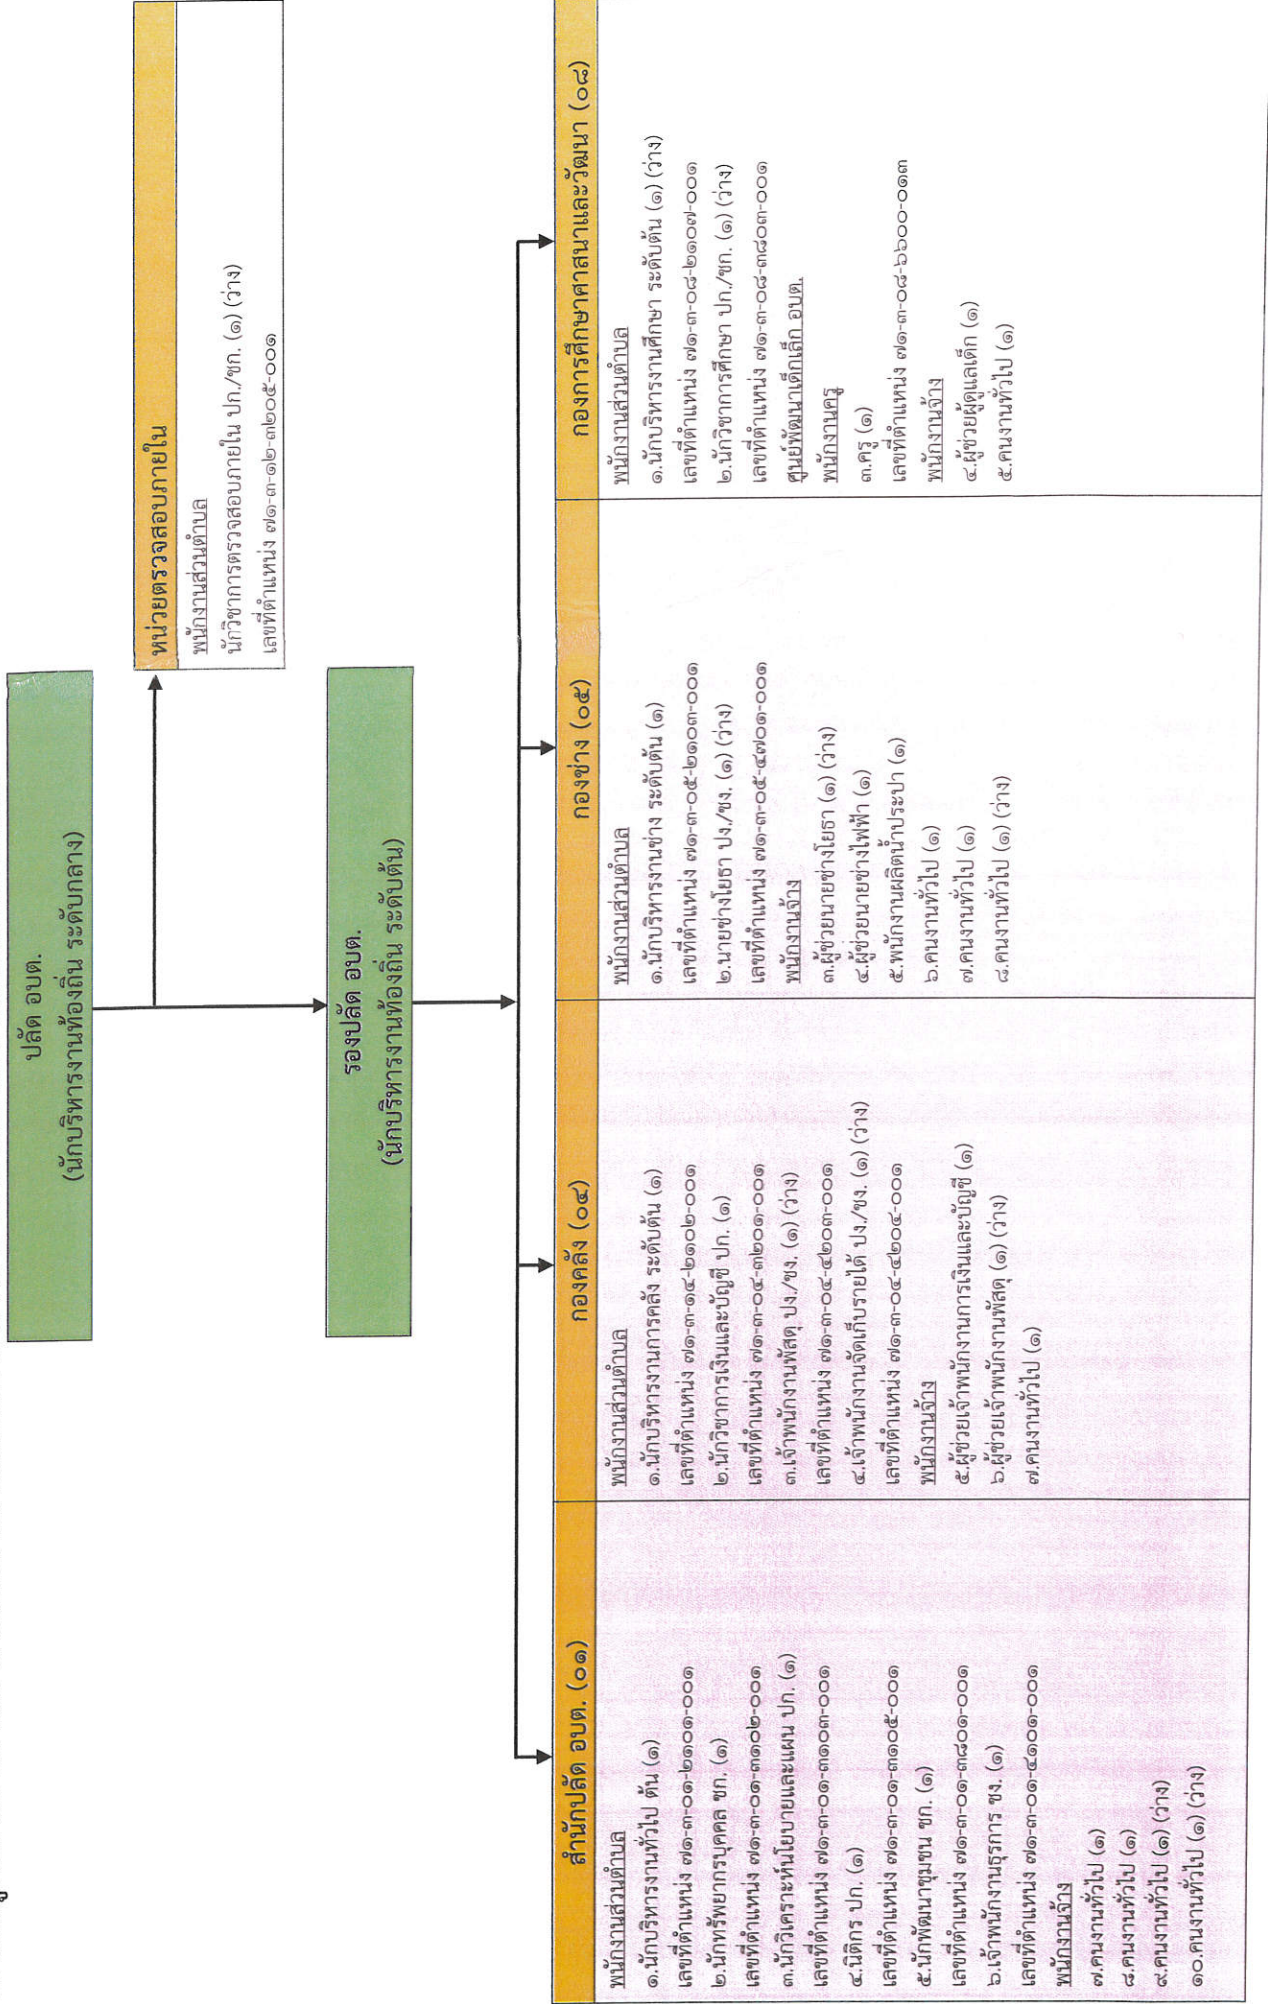 ปลัด อบต.
(นักบริหารงานท้องถิ่น ระดับกลาง)
หน่วยตรวจสอบภายใน
พนักงานส่วนตำบล
นักวิชาการตรวจสอบภายใน ปก./ชก. (๑) (ว่าง)
เลขที่ตำแหน่ง ๗๑-๓-๑๒-๓๒๐๕-๐๐๑
รองปลัด อบต.
(นักบริหารงานท้องถิ่น ระดับต้น)
สำนักปลัด อบต. (๐๑)
พนักงานส่วนตำบล
๑.นักบริหารงานทั่วไป ต้น (๑)
เลขที่ตำแหน่ง ๗๑-๓-๐๑-๒๑๐๑-๐๐๑
๒.นักทรัพยากรบุคคล ชก. (๑)
เลขที่ตำแหน่ง ๗๑-๓-๐๑-๓๑๐๒-๐๐๑
๓.นักวิเคราะห์นโยบายและแผน ปก. (๑)
เลขที่ตำแหน่ง ๗๑-๓-๐๑-๓๑๐๓-๐๐๑
๔.นิติกร ปก. (๑)
เลขที่ตำแหน่ง ๗๑-๓-๐๑-๓๑๐๕-๐๐๑
๕.นักพัฒนาชุมชน ชก. (๑)
เลขที่ตำแหน่ง ๗๑-๓-๐๑-๓๘๐๑-๐๐๑
๖.เจ้าพนักงานธุรการ ชง. (๑)
เลขที่ตำแหน่ง ๗๑-๓-๐๑-๔๑๐๑-๐๐๑
พนักงานจ้าง
๗.คนงานทั่วไป (๑)
๘.คนงานทั่วไป (๑)
๙.คนงานทั่วไป (๑) (ว่าง)
๑๐.คนงานทั่วไป (๑) (ว่าง)
กองคลัง (๐๔)
พนักงานส่วนตำบล
๑.นักบริหารงานการคลัง ระดับต้น (๑)
เลขที่ตำแหน่ง ๗๑-๓-๑๔-๒๑๐๒-๐๐๑
๒.นักวิชาการเงินและบัญชี ปก. (๑)
เลขที่ตำแหน่ง ๗๑-๓-๐๔-๓๒๐๑-๐๐๑
๓.เจ้าพนักงานพัสดุ ปง./ชง. (๑) (ว่าง)
เลขที่ตำแหน่ง ๗๑-๓-๐๔-๔๒๐๓-๐๐๑
๔.เจ้าพนักงานจัดเก็บรายได้ ปง./ชง. (๑) (ว่าง)
เลขที่ตำแหน่ง ๗๑-๓-๐๔-๔๒๐๔-๐๐๑
พนักงานจ้าง
๕.ผู้ช่วยเจ้าพนักงานการเงินและบัญชี (๑)
๖.ผู้ช่วยเจ้าพนักงานพัสดุ (๑) (ว่าง)
๗.คนงานทั่วไป (๑)
กองช่าง (๐๕)
พนักงานส่วนตำบล
๑.นักบริหารงานช่าง ระดับต้น (๑)
เลขที่ตำแหน่ง ๗๑-๓-๐๕-๒๑๐๓-๐๐๑
๒.นายช่างโยธา ปง./ชง. (๑) (ว่าง)
เลขที่ตำแหน่ง ๗๑-๓-๐๕-๔๗๐๑-๐๐๑
พนักงานจ้าง
๓.ผู้ช่วยนายช่างโยธา (๑) (ว่าง)
๔.ผู้ช่วยนายช่างไฟฟ้า (๑)
๕.พนักงานผลิตน้ำประปา (๑)
๖.คนงานทั่วไป (๑)
๗.คนงานทั่วไป (๑)
๘.คนงานทั่วไป (๑) (ว่าง)
กองการศึกษาศาสนาและวัฒนา (๐๘)
พนักงานส่วนตำบล
๑.นักบริหารงานศึกษา ระดับต้น (๑) (ว่าง)
เลขที่ตำแหน่ง ๗๑-๓-๐๘-๒๑๐๗-๐๐๑
๒.นักวิชาการศึกษา ปก./ชก. (๑) (ว่าง)
เลขที่ตำแหน่ง ๗๑-๓-๐๘-๓๘๐๓-๐๐๑
ศูนย์พัฒนาเด็กเล็ก อบต.
พนักงานครู
๓.ครู (๑)
เลขที่ตำแหน่ง ๗๑-๓-๐๘-๖๖๐๐-๐๑๓
พนักงานจ้าง
๔.ผู้ช่วยผู้ดูแลเด็ก (๑)
๕.คนงานทั่วไป (๑)